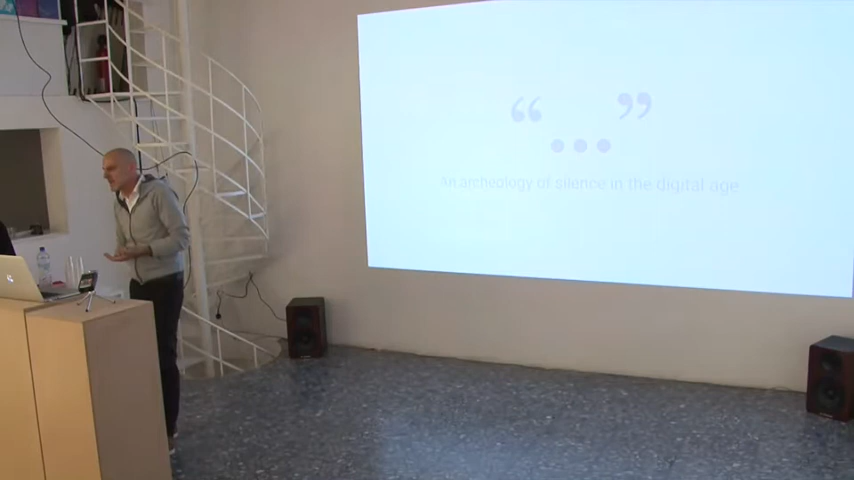 “ ... ”
An archeology of silence in the digital age